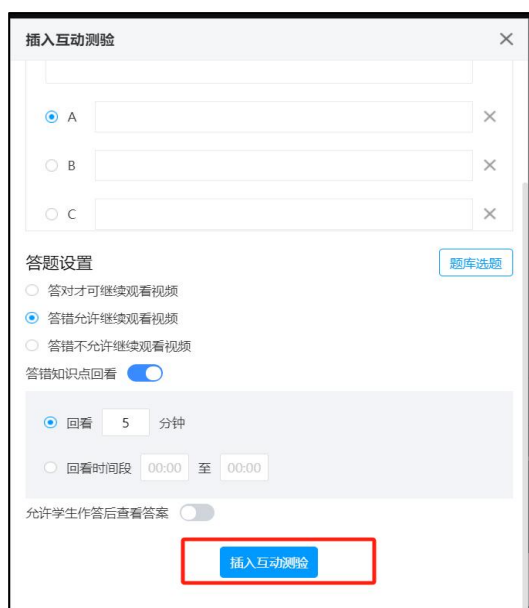 插入互动测验
A
B
C
答题设置 题库选题
答对才可继续观看视频
答错允许继续观看视频
答错不允许继续观看视频
答错知识点回看
回看 5 分钟
回看时间段 00:00 至 00:00
允许学生作答后查看答案
插入互动测验